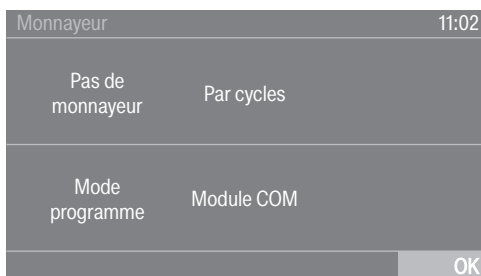 Monnayeur 11:02
Pas de
monnayeur
Par cycles
Mode
programme
Module COM
OK